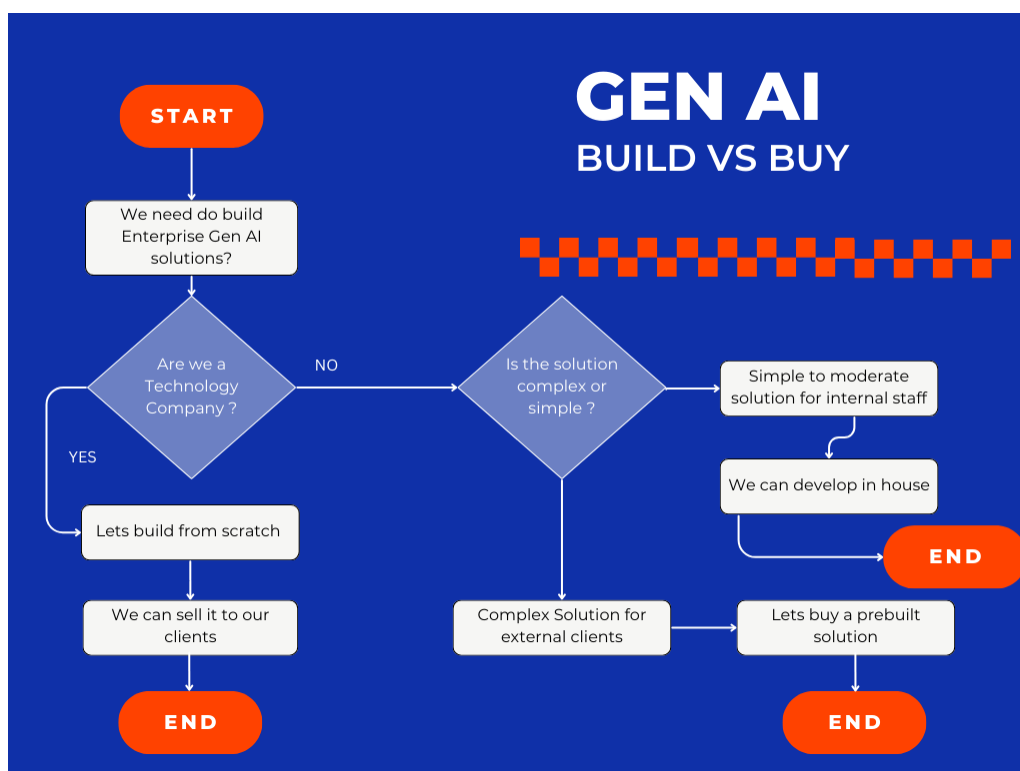 GEN AI
BUILD VS BUY
START
We need do build
Enterprise Gen AI
solutions?
Are we a
Technology
Company ?
NO
YES
Is the solution
complex or
simple ?
Simple to moderate
solution for internal staff
We can develop in house
END
Lets build from scratch
We can sell it to our
clients
END
Complex Solution for
external clients
Lets buy a prebuilt
solution
END